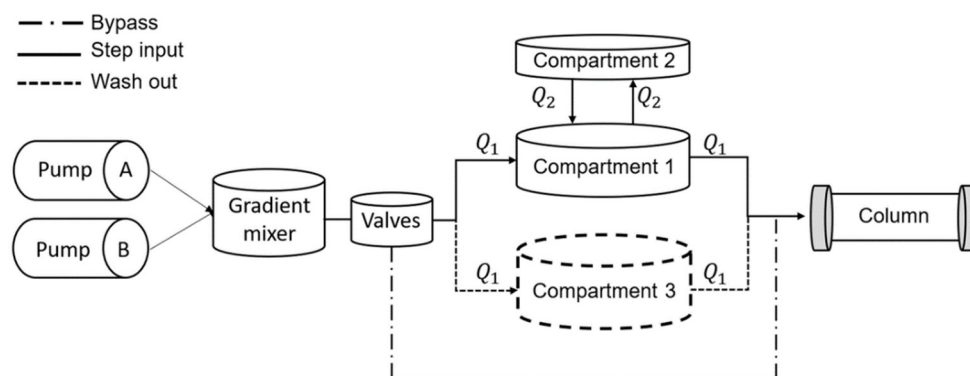 Bypass
Step input
Wash out
Compartment 2
Q₂
Q₂
Pump
A
Pump
B
Gradient
mixer
Valves
Q₁
Compartment 1
Q₁
Q₁
Compartment 3
Q₁
Column